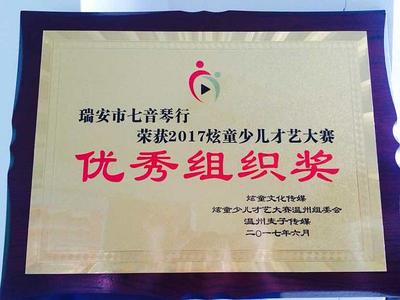 瑞安市七音琴行
荣获2017炫童少儿才艺大赛
优秀组织奖
炫童文化传媒
炫童少儿才艺大赛温州组委会
温州麦子传媒
二〇一七年六月